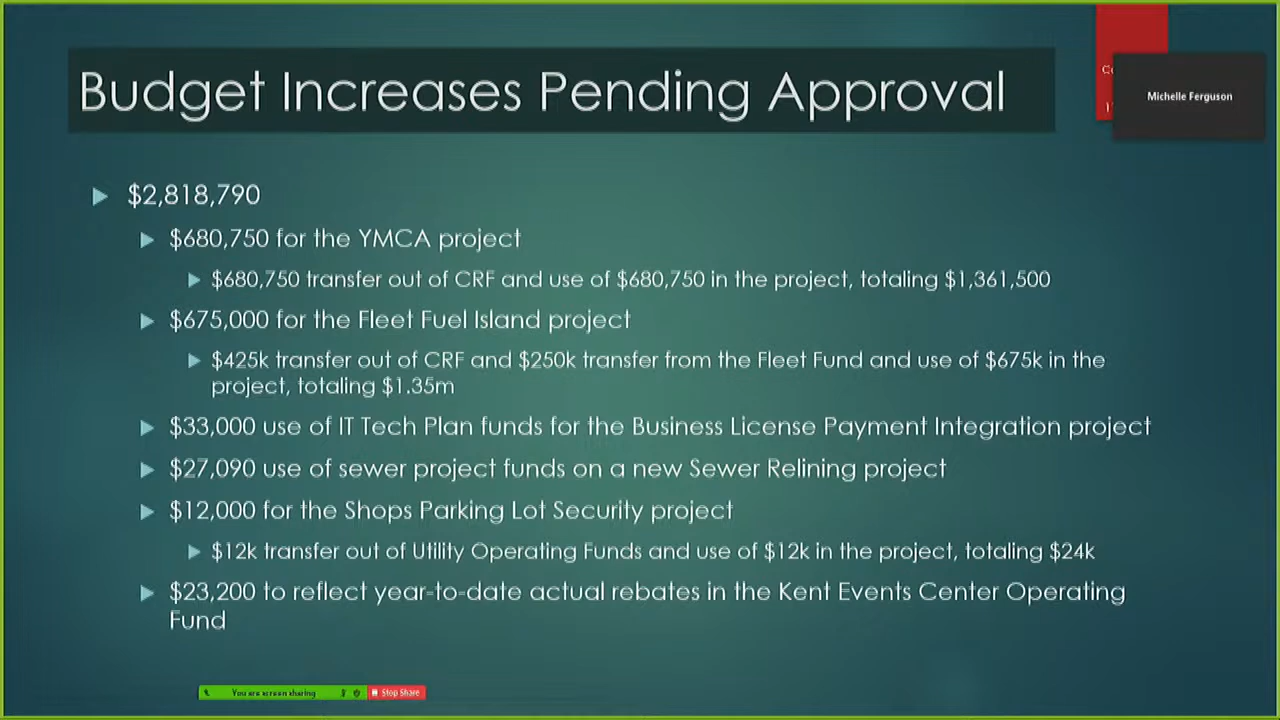 Budget Increases Pending Approval
Michelle Ferguson
$2,818,790
$680,750 for the YMCA project
$680,750 transfer out of CRF and use of $680,750 in the project, totaling $1,361,500
$675,000 for the Fleet Fuel Island project
$425k transfer out of CRF and $250k transfer from the Fleet Fund and use of $675k in the
project, totaling $1.35m
$33,000 use of IT Tech Plan funds for the Business License Payment Integration project
$27,090 use of sewer project funds on a new Sewer Relining project
$12,000 for the Shops Parking Lot Security project
$12k transfer out of Utility Operating Funds and use of $12k in the project, totaling $24k
$23,200 to reflect year-to-date actual rebates in the Kent Events Center Operating
Fund
You are screen sharing
Stop Share